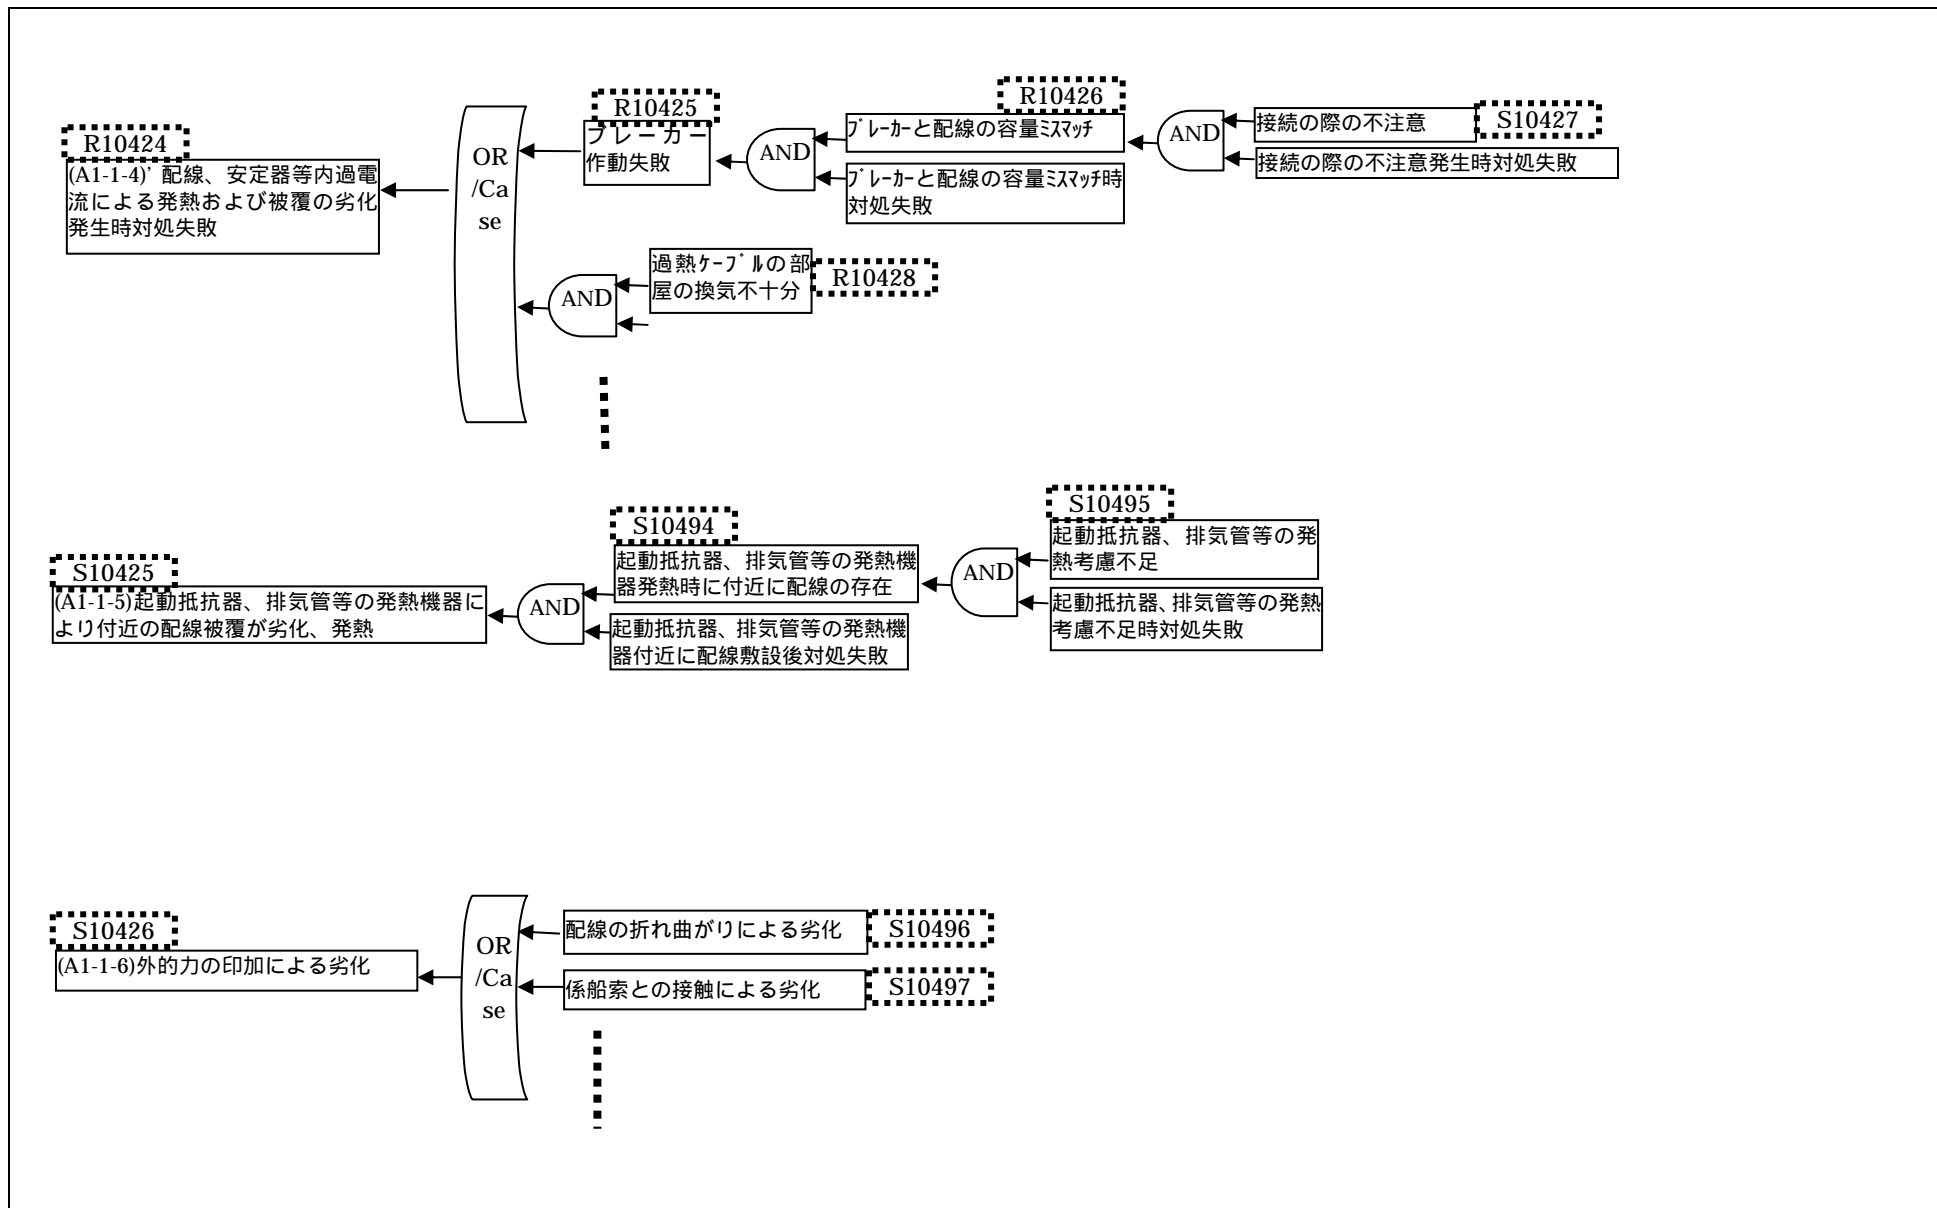 R10424
(A1-1-4)’ 配線、安定器等内過電
流による発熱および被覆の劣化
発生時対処失敗
OR
/Ca
se
R10425
ブレーカー
作動失敗
AND
R10426
ﾌﾞﾚｰｶｰと配線の容量ﾐｽﾏｯﾁ
ﾌﾞﾚｰｶｰと配線の容量ﾐｽﾏｯﾁ時
対処失敗
AND
接続の際の不注意
S10427
接続の際の不注意発生時対処失敗
AND
過熱ｹｰﾌﾞﾙの部
屋の換気不十分
R10428
S10425
(A1-1-5)起動抵抗器、排気管等の発熱機器に
より付近の配線被覆が劣化、発熱
AND
S10494
起動抵抗器、排気管等の発熱機
器発熱時に付近に配線の存在
起動抵抗器、排気管等の発熱機
器付近に配線敷設後対処失敗
AND
S10495
起動抵抗器、排気管等の発
熱考慮不足
起動抵抗器、排気管等の発熱
考慮不足時対処失敗
S10426
(A1-1-6)外的力の印加による劣化
OR
/Ca
se
配線の折れ曲がりによる劣化
S10496
係船索との接触による劣化
S10497